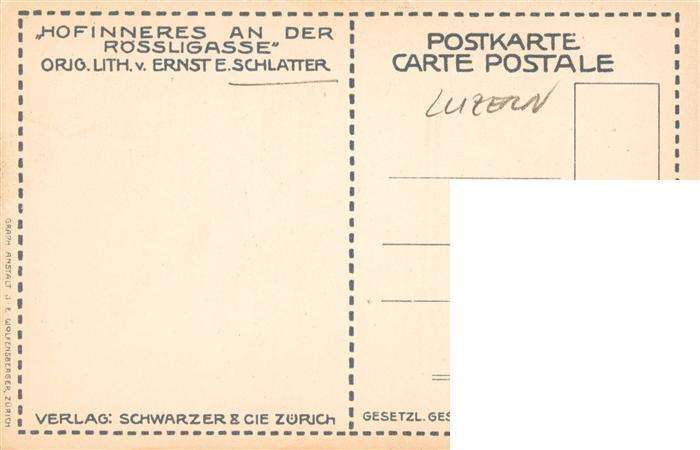 „HOFINNERES AN DER
RÖSSLIGASSE"
ORIG. LITH. v. ERNST E. SCHLATTER
POSTKARTE
CARTE POSTALE
LUZERN
GRAPH. ANSTALT J. E. WOLFENSBERGER, ZÜRICH
VERLAG: SCHWARZER & CIE ZÜRICH
GESETZL. GES